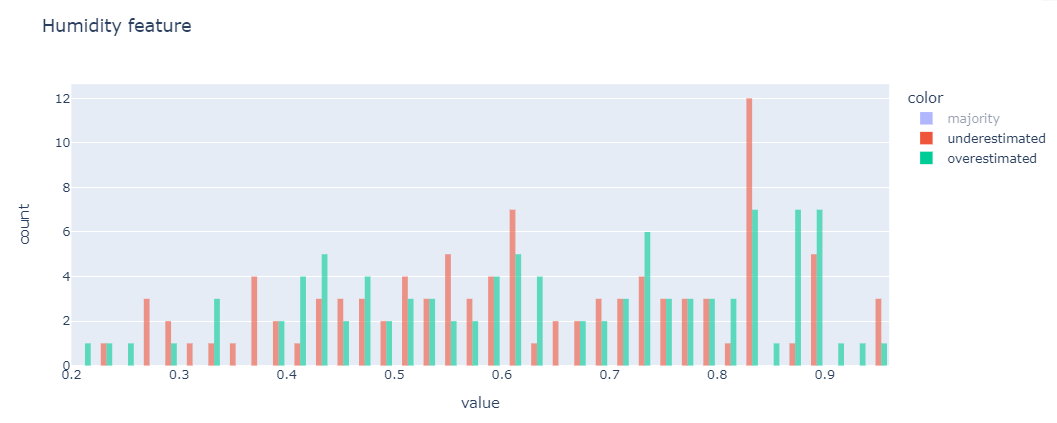 Humidity feature
color
majority
underestimated
overestimated
count
12
10
8
6
4
2
0
0.2
0.3
0.4
0.5
0.6
0.7
0.8
0.9
value